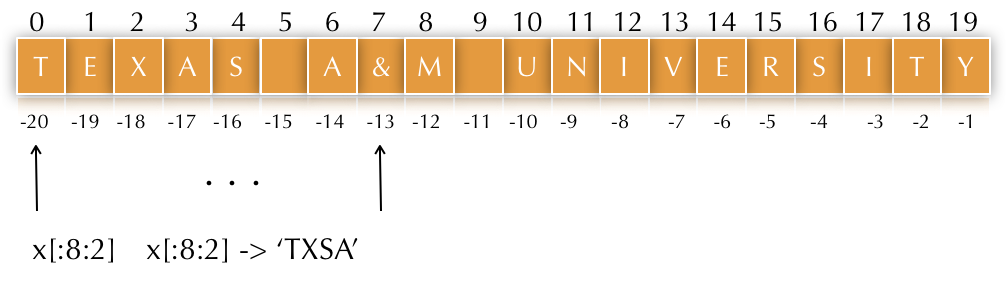 0 1 2 3 4 5 6 7 8 9 10 11 12 13 14 15 16 17 18 19
T E X A S A & M U N I V E R S I T Y
-20 -19 -18 -17 -16 -15 -14 -13 -12 -11 -10 -9 -8 -7 -6 -5 -4 -3 -2 -1
. . .
x[:8:2] x[:8:2] -> ‘TXSA’